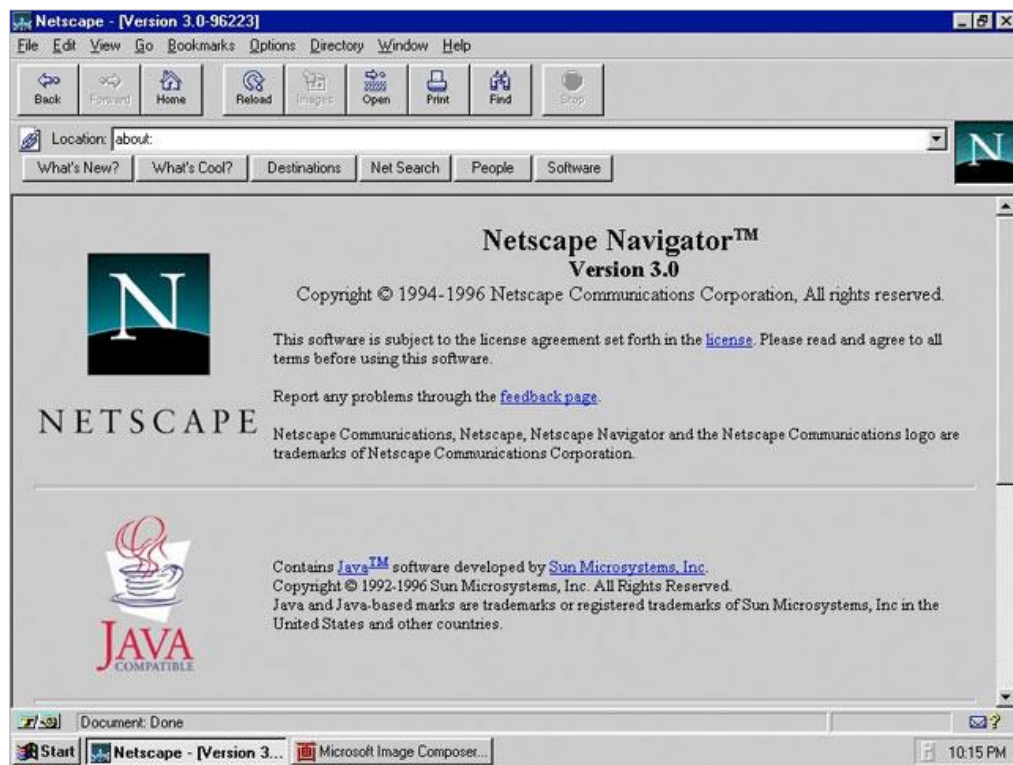 Netscape - [Version 3.0-96223]
File Edit View Go Bookmarks Options Directory Window Help
Back Forward Home Reload Images Open Print Find Stop
Location: about:
N
What's New? What's Cool? Destinations Net Search People Software
Netscape Navigator™
Version 3.0
Copyright © 1994-1996 Netscape Communications Corporation, All rights reserved.
N
NETSCAPE
This software is subject to the license agreement set forth in the license. Please read and agree to all
terms before using this software.
Report any problems through the feedback page.
Netscape Communications, Netscape, Netscape Navigator and the Netscape Communications logo are
trademarks of Netscape Communications Corporation.
JAVA
COMPATIBLE
Contains Java™ software developed by Sun Microsystems, Inc.
Copyright © 1992-1996 Sun Microsystems, Inc. All Rights Reserved.
Java and Java-based marks are trademarks or registered trademarks of Sun Microsystems, Inc in the
United States and other countries.
Document: Done
Start Netscape - [Version 3... Microsoft Image Composer... 10:15 PM